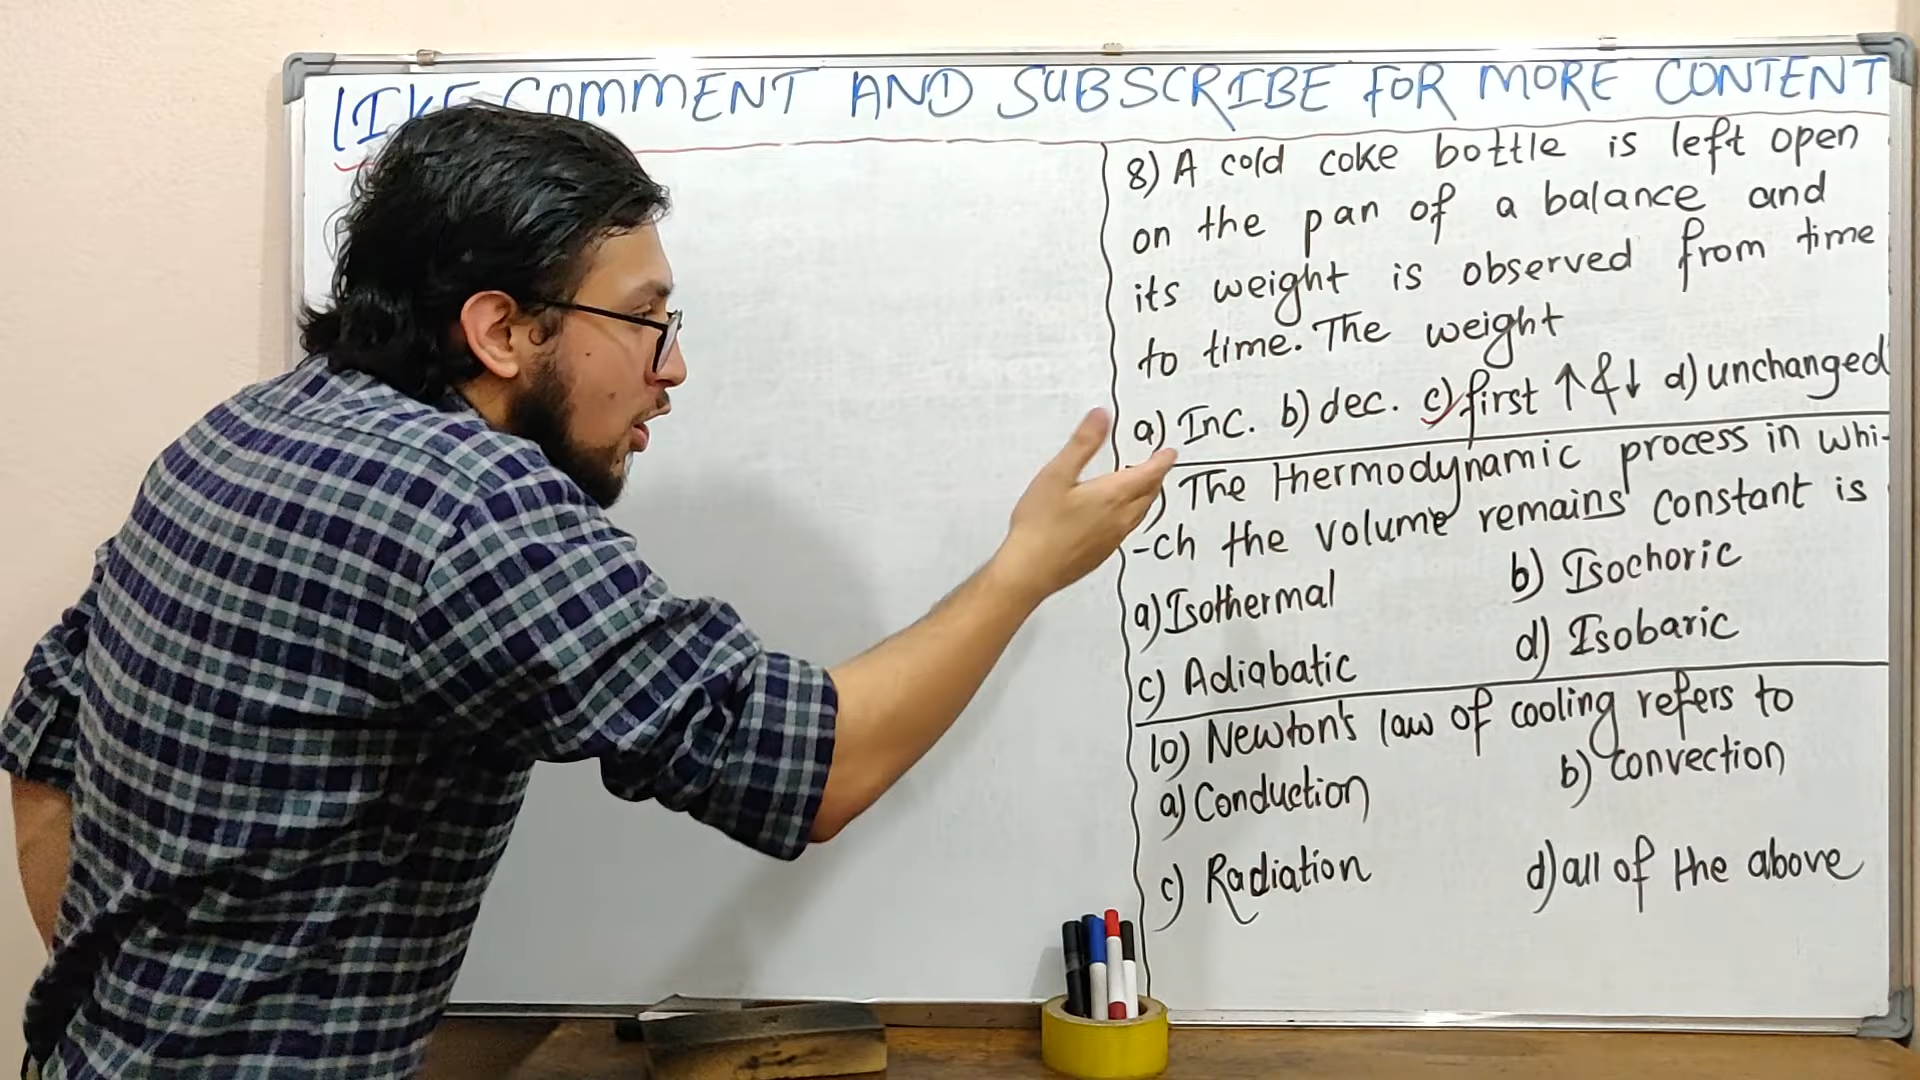 LIKE COMMENT AND SUBSCRIBE FOR MORE CONTENT
8) A cold coke bottle is left open
on the pan of a balance and
its weight is observed from time
to time. The weight
a) Inc. b) dec. c) first ↑ & ↓ d) unchanged
) The thermodynamic process in whi-
-ch the volume remains constant is
a) Isothermal b) Isochoric
c) Adiabatic d) Isobaric
10) Newton's law of cooling refers to
a) Conduction b) convection
c) Radiation d) all of the above